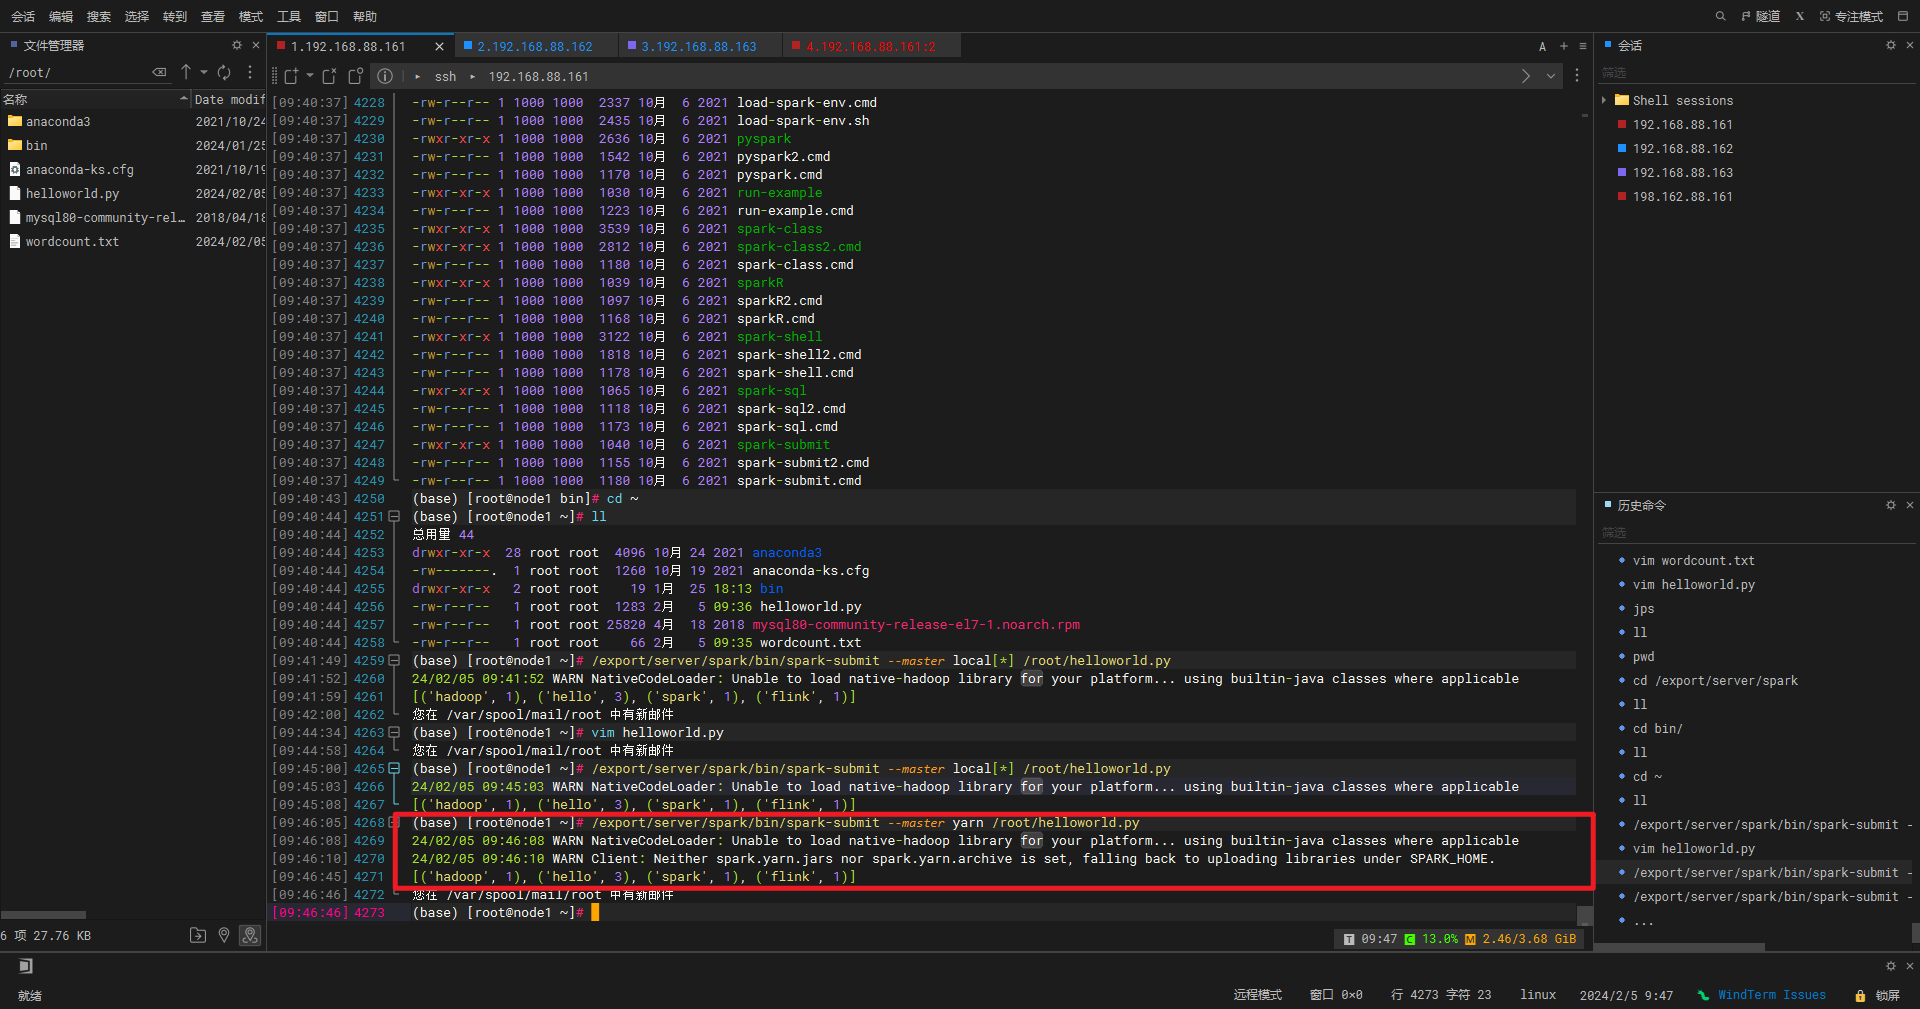 会话 编辑 搜索 选择 转到 查看 模式 工具 窗口 帮助 隧道 X 专注模式
文件管理器
/root/
名称 Date modif
anaconda3 2021/10/24
bin 2024/01/25
anaconda-ks.cfg 2021/10/19
helloworld.py 2024/02/05
mysql80-community-rel... 2018/04/18
wordcount.txt 2024/02/05
6 项 27.76 KB
1.192.168.88.161 2.192.168.88.162 3.192.168.88.163 4.192.168.88.161:2 A
ssh 192.168.88.161
[09:40:37] 4228 -rw-r--r-- 1 1000 1000  2337 10月  6 2021 load-spark-env.cmd
[09:40:37] 4229 -rw-r--r-- 1 1000 1000  2435 10月  6 2021 load-spark-env.sh
[09:40:37] 4230 -rwxr-xr-x 1 1000 1000  2636 10月  6 2021 pyspark
[09:40:37] 4231 -rw-r--r-- 1 1000 1000  1542 10月  6 2021 pyspark2.cmd
[09:40:37] 4232 -rw-r--r-- 1 1000 1000  1170 10月  6 2021 pyspark.cmd
[09:40:37] 4233 -rwxr-xr-x 1 1000 1000  1030 10月  6 2021 run-example
[09:40:37] 4234 -rw-r--r-- 1 1000 1000  1223 10月  6 2021 run-example.cmd
[09:40:37] 4235 -rwxr-xr-x 1 1000 1000  3539 10月  6 2021 spark-class
[09:40:37] 4236 -rwxr-xr-x 1 1000 1000  2812 10月  6 2021 spark-class2.cmd
[09:40:37] 4237 -rw-r--r-- 1 1000 1000  1180 10月  6 2021 spark-class.cmd
[09:40:37] 4238 -rwxr-xr-x 1 1000 1000  1039 10月  6 2021 sparkR
[09:40:37] 4239 -rw-r--r-- 1 1000 1000  1097 10月  6 2021 sparkR2.cmd
[09:40:37] 4240 -rw-r--r-- 1 1000 1000  1168 10月  6 2021 sparkR.cmd
[09:40:37] 4241 -rwxr-xr-x 1 1000 1000  3122 10月  6 2021 spark-shell
[09:40:37] 4242 -rw-r--r-- 1 1000 1000  1818 10月  6 2021 spark-shell2.cmd
[09:40:37] 4243 -rw-r--r-- 1 1000 1000  1178 10月  6 2021 spark-shell.cmd
[09:40:37] 4244 -rwxr-xr-x 1 1000 1000  1065 10月  6 2021 spark-sql
[09:40:37] 4245 -rw-r--r-- 1 1000 1000  1118 10月  6 2021 spark-sql2.cmd
[09:40:37] 4246 -rw-r--r-- 1 1000 1000  1173 10月  6 2021 spark-sql.cmd
[09:40:37] 4247 -rwxr-xr-x 1 1000 1000  1040 10月  6 2021 spark-submit
[09:40:37] 4248 -rw-r--r-- 1 1000 1000  1155 10月  6 2021 spark-submit2.cmd
[09:40:37] 4249 -rw-r--r-- 1 1000 1000  1180 10月  6 2021 spark-submit.cmd
[09:40:43] 4250 (base) [root@node1 bin]# cd ~
[09:40:44] 4251 (base) [root@node1 ~]# ll
[09:40:44] 4252 总用量 44
[09:40:44] 4253 drwxr-xr-x  28 root root  4096 10月 24 2021 anaconda3
[09:40:44] 4254 -rw-------.  1 root root  1260 10月 19 2021 anaconda-ks.cfg
[09:40:44] 4255 drwxr-xr-x   2 root root    19 1月  25 18:13 bin
[09:40:44] 4256 -rw-r--r--   1 root root  1283 2月   5 09:36 helloworld.py
[09:40:44] 4257 -rw-r--r--   1 root root 25820 4月  18 2018 mysql80-community-release-el7-1.noarch.rpm
[09:40:44] 4258 -rw-r--r--   1 root root    66 2月   5 09:35 wordcount.txt
[09:41:49] 4259 (base) [root@node1 ~]# /export/server/spark/bin/spark-submit --master local[*] /root/helloworld.py
[09:41:52] 4260 24/02/05 09:41:52 WARN NativeCodeLoader: Unable to load native-hadoop library for your platform... using builtin-java classes where applicable
[09:41:59] 4261 [('hadoop', 1), ('hello', 3), ('spark', 1), ('flink', 1)]
[09:42:00] 4262 您在 /var/spool/mail/root 中有新邮件
[09:44:34] 4263 (base) [root@node1 ~]# vim helloworld.py
[09:44:58] 4264 您在 /var/spool/mail/root 中有新邮件
[09:45:00] 4265 (base) [root@node1 ~]# /export/server/spark/bin/spark-submit --master local[*] /root/helloworld.py
[09:45:03] 4266 24/02/05 09:45:03 WARN NativeCodeLoader: Unable to load native-hadoop library for your platform... using builtin-java classes where applicable
[09:45:08] 4267 [('hadoop', 1), ('hello', 3), ('spark', 1), ('flink', 1)]
[09:46:05] 4268 (base) [root@node1 ~]# /export/server/spark/bin/spark-submit --master yarn /root/helloworld.py
[09:46:08] 4269 24/02/05 09:46:08 WARN NativeCodeLoader: Unable to load native-hadoop library for your platform... using builtin-java classes where applicable
[09:46:10] 4270 24/02/05 09:46:10 WARN Client: Neither spark.yarn.jars nor spark.yarn.archive is set, falling back to uploading libraries under SPARK_HOME.
[09:46:45] 4271 [('hadoop', 1), ('hello', 3), ('spark', 1), ('flink', 1)]
[09:46:46] 4272 您在 /var/spool/mail/root 中有新邮件
[09:46:46] 4273 (base) [root@node1 ~]#
T 09:47 C 13.0% M 2.46/3.68 GiB
会话
筛选
Shell sessions
192.168.88.161
192.168.88.162
192.168.88.163
198.162.88.161
历史命令
筛选
vim wordcount.txt
vim helloworld.py
jps
ll
pwd
cd /export/server/spark
ll
cd bin/
ll
cd ~
ll
/export/server/spark/bin/spark-submit -
vim helloworld.py
/export/server/spark/bin/spark-submit -
/export/server/spark/bin/spark-submit -
...
就绪 远程模式 窗口 0×0 行 4273 字符 23 linux 2024/2/5 9:47 WindTerm Issues 锁屏